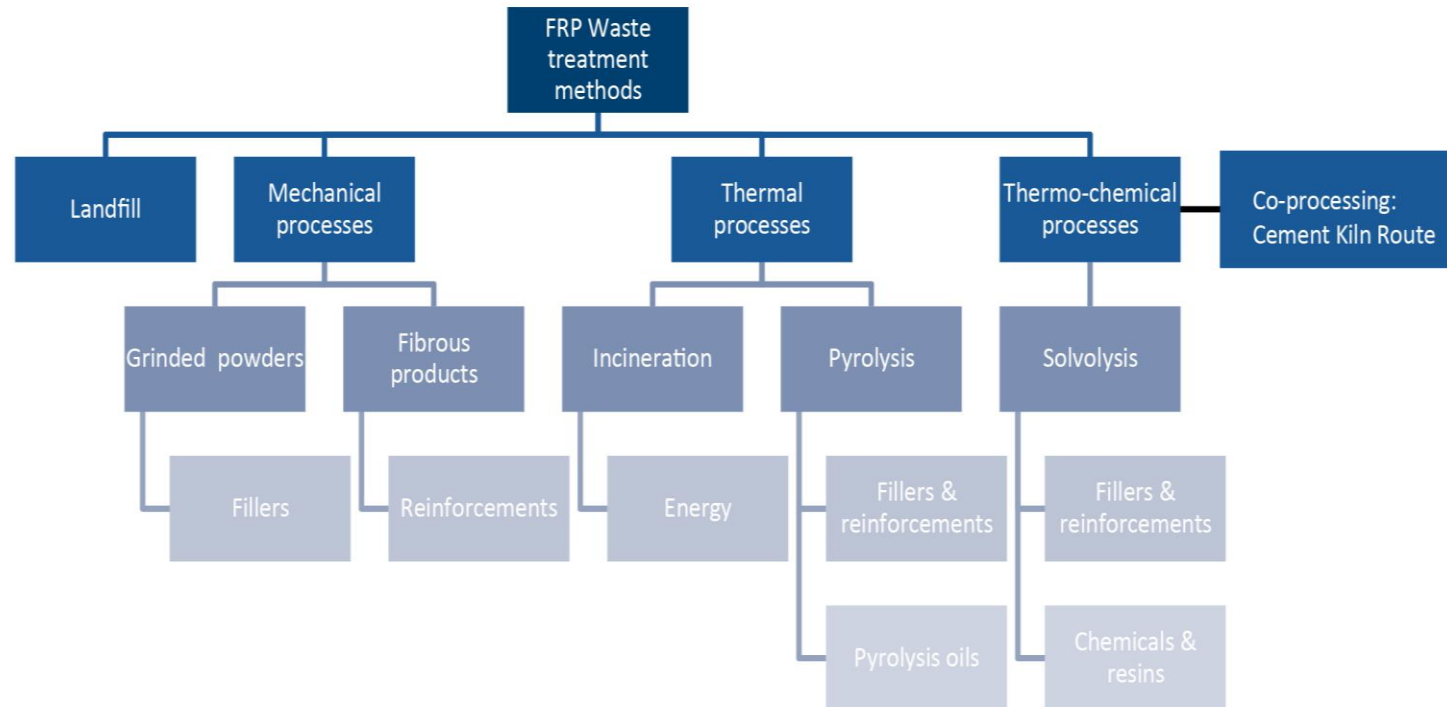 FRP Waste
treatment
methods
Landfill
Mechanical
processes
Thermal
processes
Thermo-chemical
processes
Co-processing:
Cement Kiln Route
Grinded powders
Fibrous
products
Incineration
Pyrolysis
Solvolysis
Fillers
Reinforcements
Energy
Fillers &
reinforcements
Fillers &
reinforcements
Pyrolysis oils
Chemicals &
resins